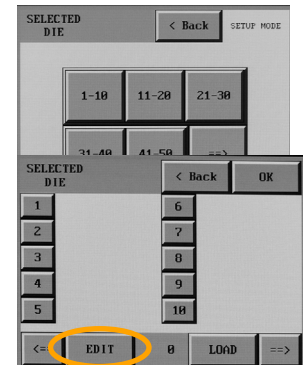 SELECTED
DIE
< Back
SETUP MODE
1-10
11-20
21-30
31-40
41-50
==>
SELECTED
DIE
< Back
OK
1
2
3
4
5
6
7
8
9
10
<=
EDIT
0
LOAD
==>